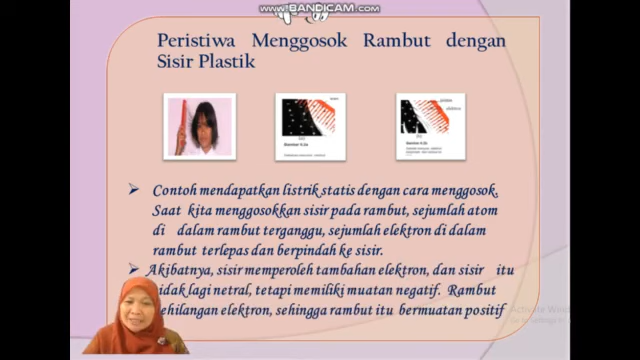 www.BANDICAM.com
Peristiwa Menggosok Rambut dengan
Sisir Plastik
Contoh mendapatkan listrik statis dengan cara menggosok.
Saat kita menggosokkan sisir pada rambut, sejumlah atom
di dalam rambut terganggu, sejumlah elektron di dalam
rambut terlepas dan berpindah ke sisir.
Akibatnya, sisir memperoleh tambahan elektron, dan sisir itu
tidak lagi netral, tetapi memiliki muatan negatif. Rambut
kehilangan elektron, sehingga rambut itu bermuatan positif